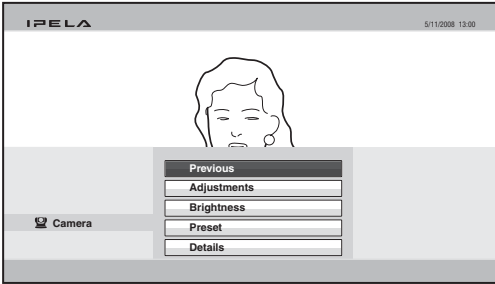 IPELA
5/11/2008 13:00
Previous
Adjustments
Brightness
Camera
Preset
Details